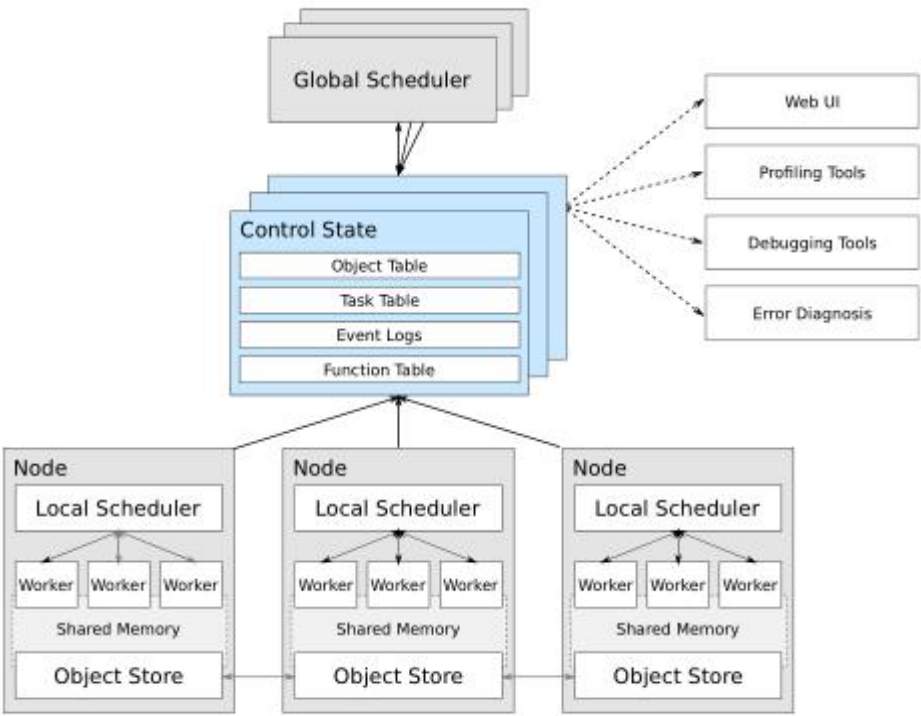 Global Scheduler
Web UI
Profiling Tools
Control State
Debugging Tools
Object Table
Task Table
Error Diagnosis
Event Logs
Function Table
Node
Node
Node
Local Scheduler
Local Scheduler
Local Scheduler
Worker Worker Worker
Worker Worker Worker
Worker Worker Worker
Shared Memory
Shared Memory
Shared Memory
Object Store
Object Store
Object Store